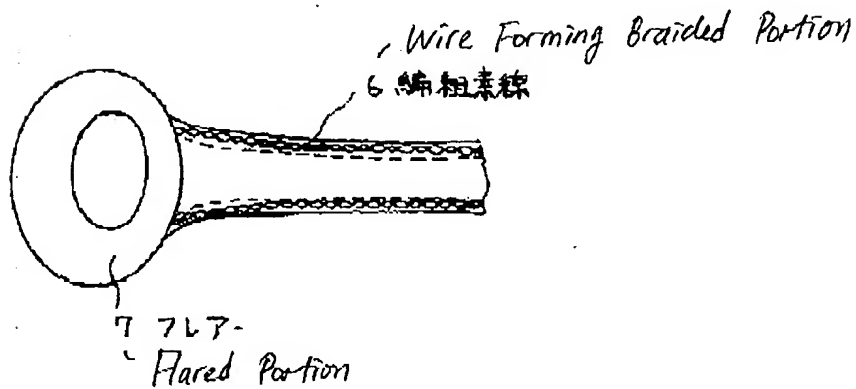 Wire Forming Braided Portion
6 編組素線
7 フレアー
Flared Portion